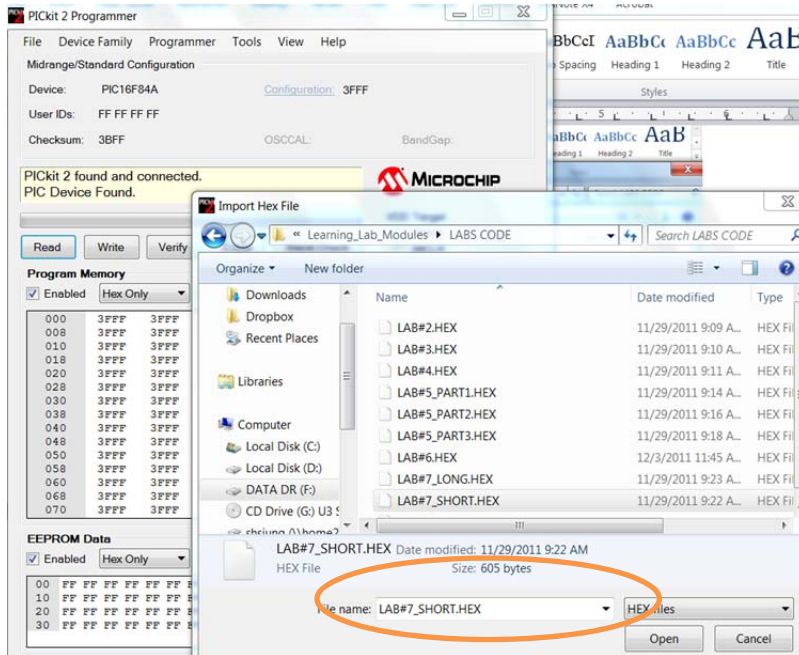 PICkit 2 Programmer
File Device Family Programmer Tools View Help
Midrange/Standard Configuration
Device: PIC16F84A Configuration: 3FFF
User IDs: FF FF FF FF
Checksum: 3BFF OSCCAL: BandGap:
PICkit 2 found and connected.
PIC Device Found.
MICROCHIP
Read Write Verify
Program Memory
Enabled Hex Only
000 3FFF 3FFF
008 3FFF 3FFF
010 3FFF 3FFF
018 3FFF 3FFF
020 3FFF 3FFF
028 3FFF 3FFF
030 3FFF 3FFF
038 3FFF 3FFF
040 3FFF 3FFF
048 3FFF 3FFF
050 3FFF 3FFF
058 3FFF 3FFF
060 3FFF 3FFF
068 3FFF 3FFF
070 3FFF 3FFF
EEPROM Data
Enabled Hex Only
00 FF FF FF FF FF FF
10 FF FF FF FF FF FF
20 FF FF FF FF FF FF
30 FF FF FF FF FF FF
AaBbCc AaBbCc AaB
Spacing Heading 1 Heading 2 Title
Styles
5 6
AaBbCc AaB
Heading 1 Heading 2 Title
Import Hex File
« Learning_Lab_Modules LABS CODE Search LABS CODE
Organize New folder
Downloads
Dropbox
Recent Places
Libraries
Computer
Local Disk (C:)
Local Disk (D:)
DATA DR (F:)
CD Drive (G:) U3
Name Date modified Type
LAB#2.HEX 11/29/2011 9:09 A... HEX Fil
LAB#3.HEX 11/29/2011 9:10 A... HEX Fil
LAB#4.HEX 11/29/2011 9:11 A... HEX Fil
LAB#5_PART1.HEX 11/29/2011 9:14 A... HEX Fil
LAB#5_PART2.HEX 11/29/2011 9:16 A... HEX Fil
LAB#5_PART3.HEX 11/29/2011 9:18 A... HEX Fil
LAB#6.HEX 12/3/2011 11:45 A... HEX Fil
LAB#7_LONG.HEX 11/29/2011 9:23 A... HEX Fil
LAB#7_SHORT.HEX 11/29/2011 9:22 A... HEX Fil
LAB#7_SHORT.HEX Date modified: 11/29/2011 9:22 AM
HEX File Size: 605 bytes
File name: LAB#7_SHORT.HEX HEX files
Open Cancel